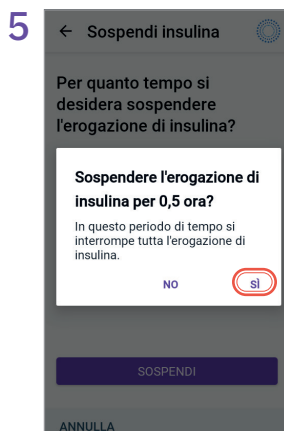 5
← Sospendi insulina
Per quanto tempo si
desidera sospendere
l'erogazione di insulina?
Sospendere l'erogazione di
insulina per 0,5 ora?
In questo periodo di tempo si
interrompe tutta l'erogazione di
insulina.
NO SÌ
SOSPENDI
ANNULLA